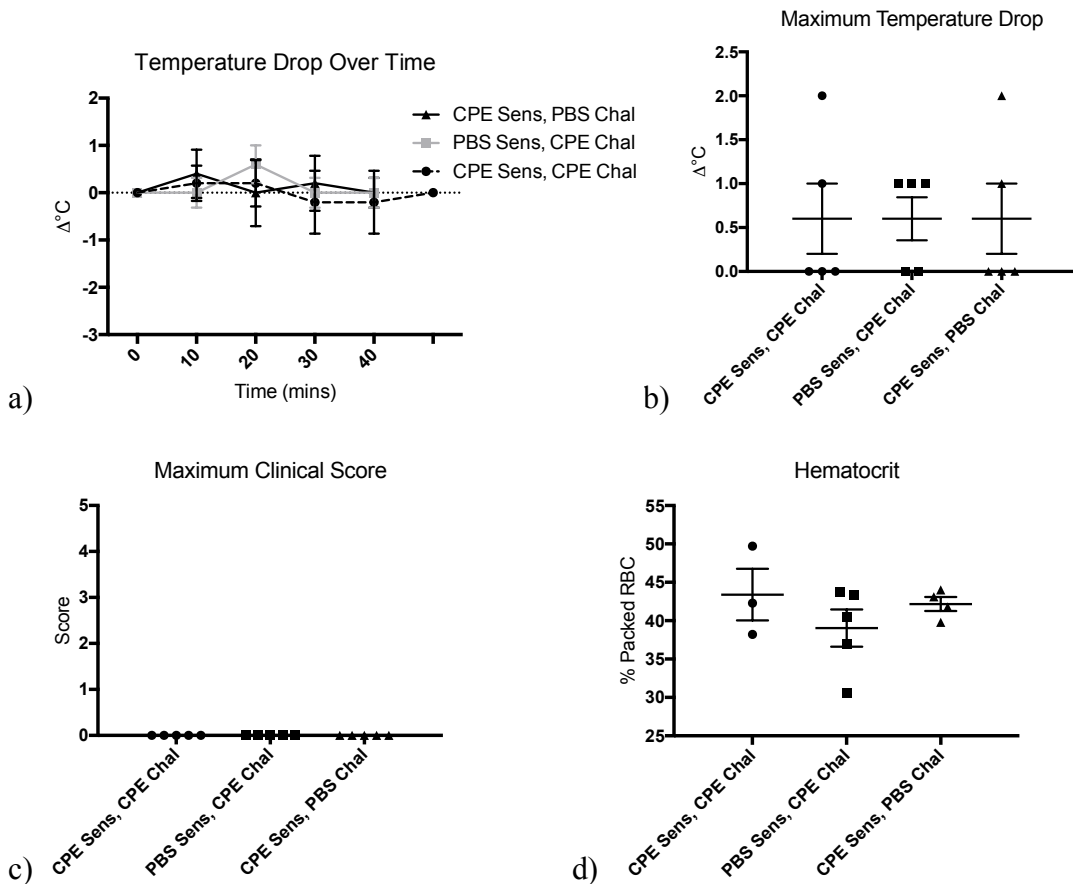 Temperature Drop Over Time
2
1
0
-1
-2
-3
Δ°C
0
10
20
30
40
Time (mins)
CPE Sens, PBS Chal
PBS Sens, CPE Chal
CPE Sens, CPE Chal
a)
Maximum Temperature Drop
2.5
2.0
1.5
1.0
0.5
0.0
Δ°C
CPE Sens, CPE Chal
PBS Sens, CPE Chal
CPE Sens, PBS Chal
b)
Maximum Clinical Score
5
4
3
2
1
0
Score
CPE Sens, CPE Chal
PBS Sens, CPE Chal
CPE Sens, PBS Chal
c)
Hematocrit
55
50
45
40
35
30
25
% Packed RBC
CPE Sens, CPE Chal
PBS Sens, CPE Chal
CPE Sens, PBS Chal
d)